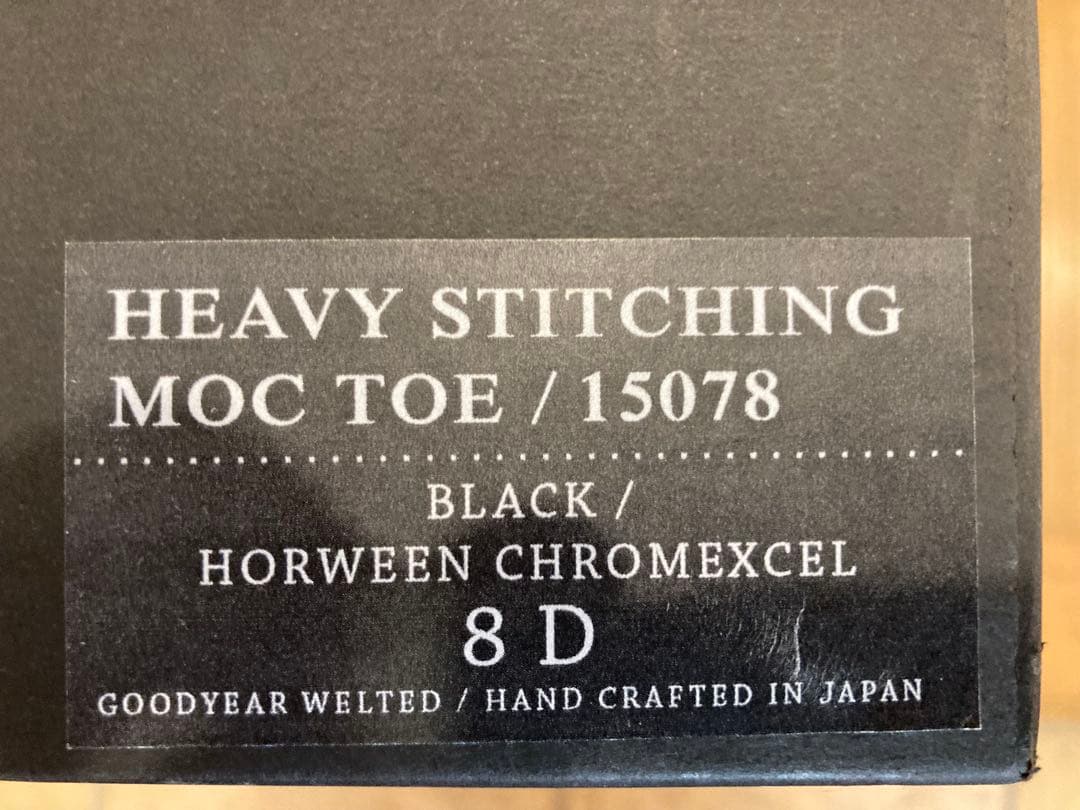 HEAVY STITCHING
MOC TOE / 15078
BLACK /
HORWEEN CHROMEXCEL
8 D
GOODYEAR WELTED / HAND CRAFTED IN JAPAN